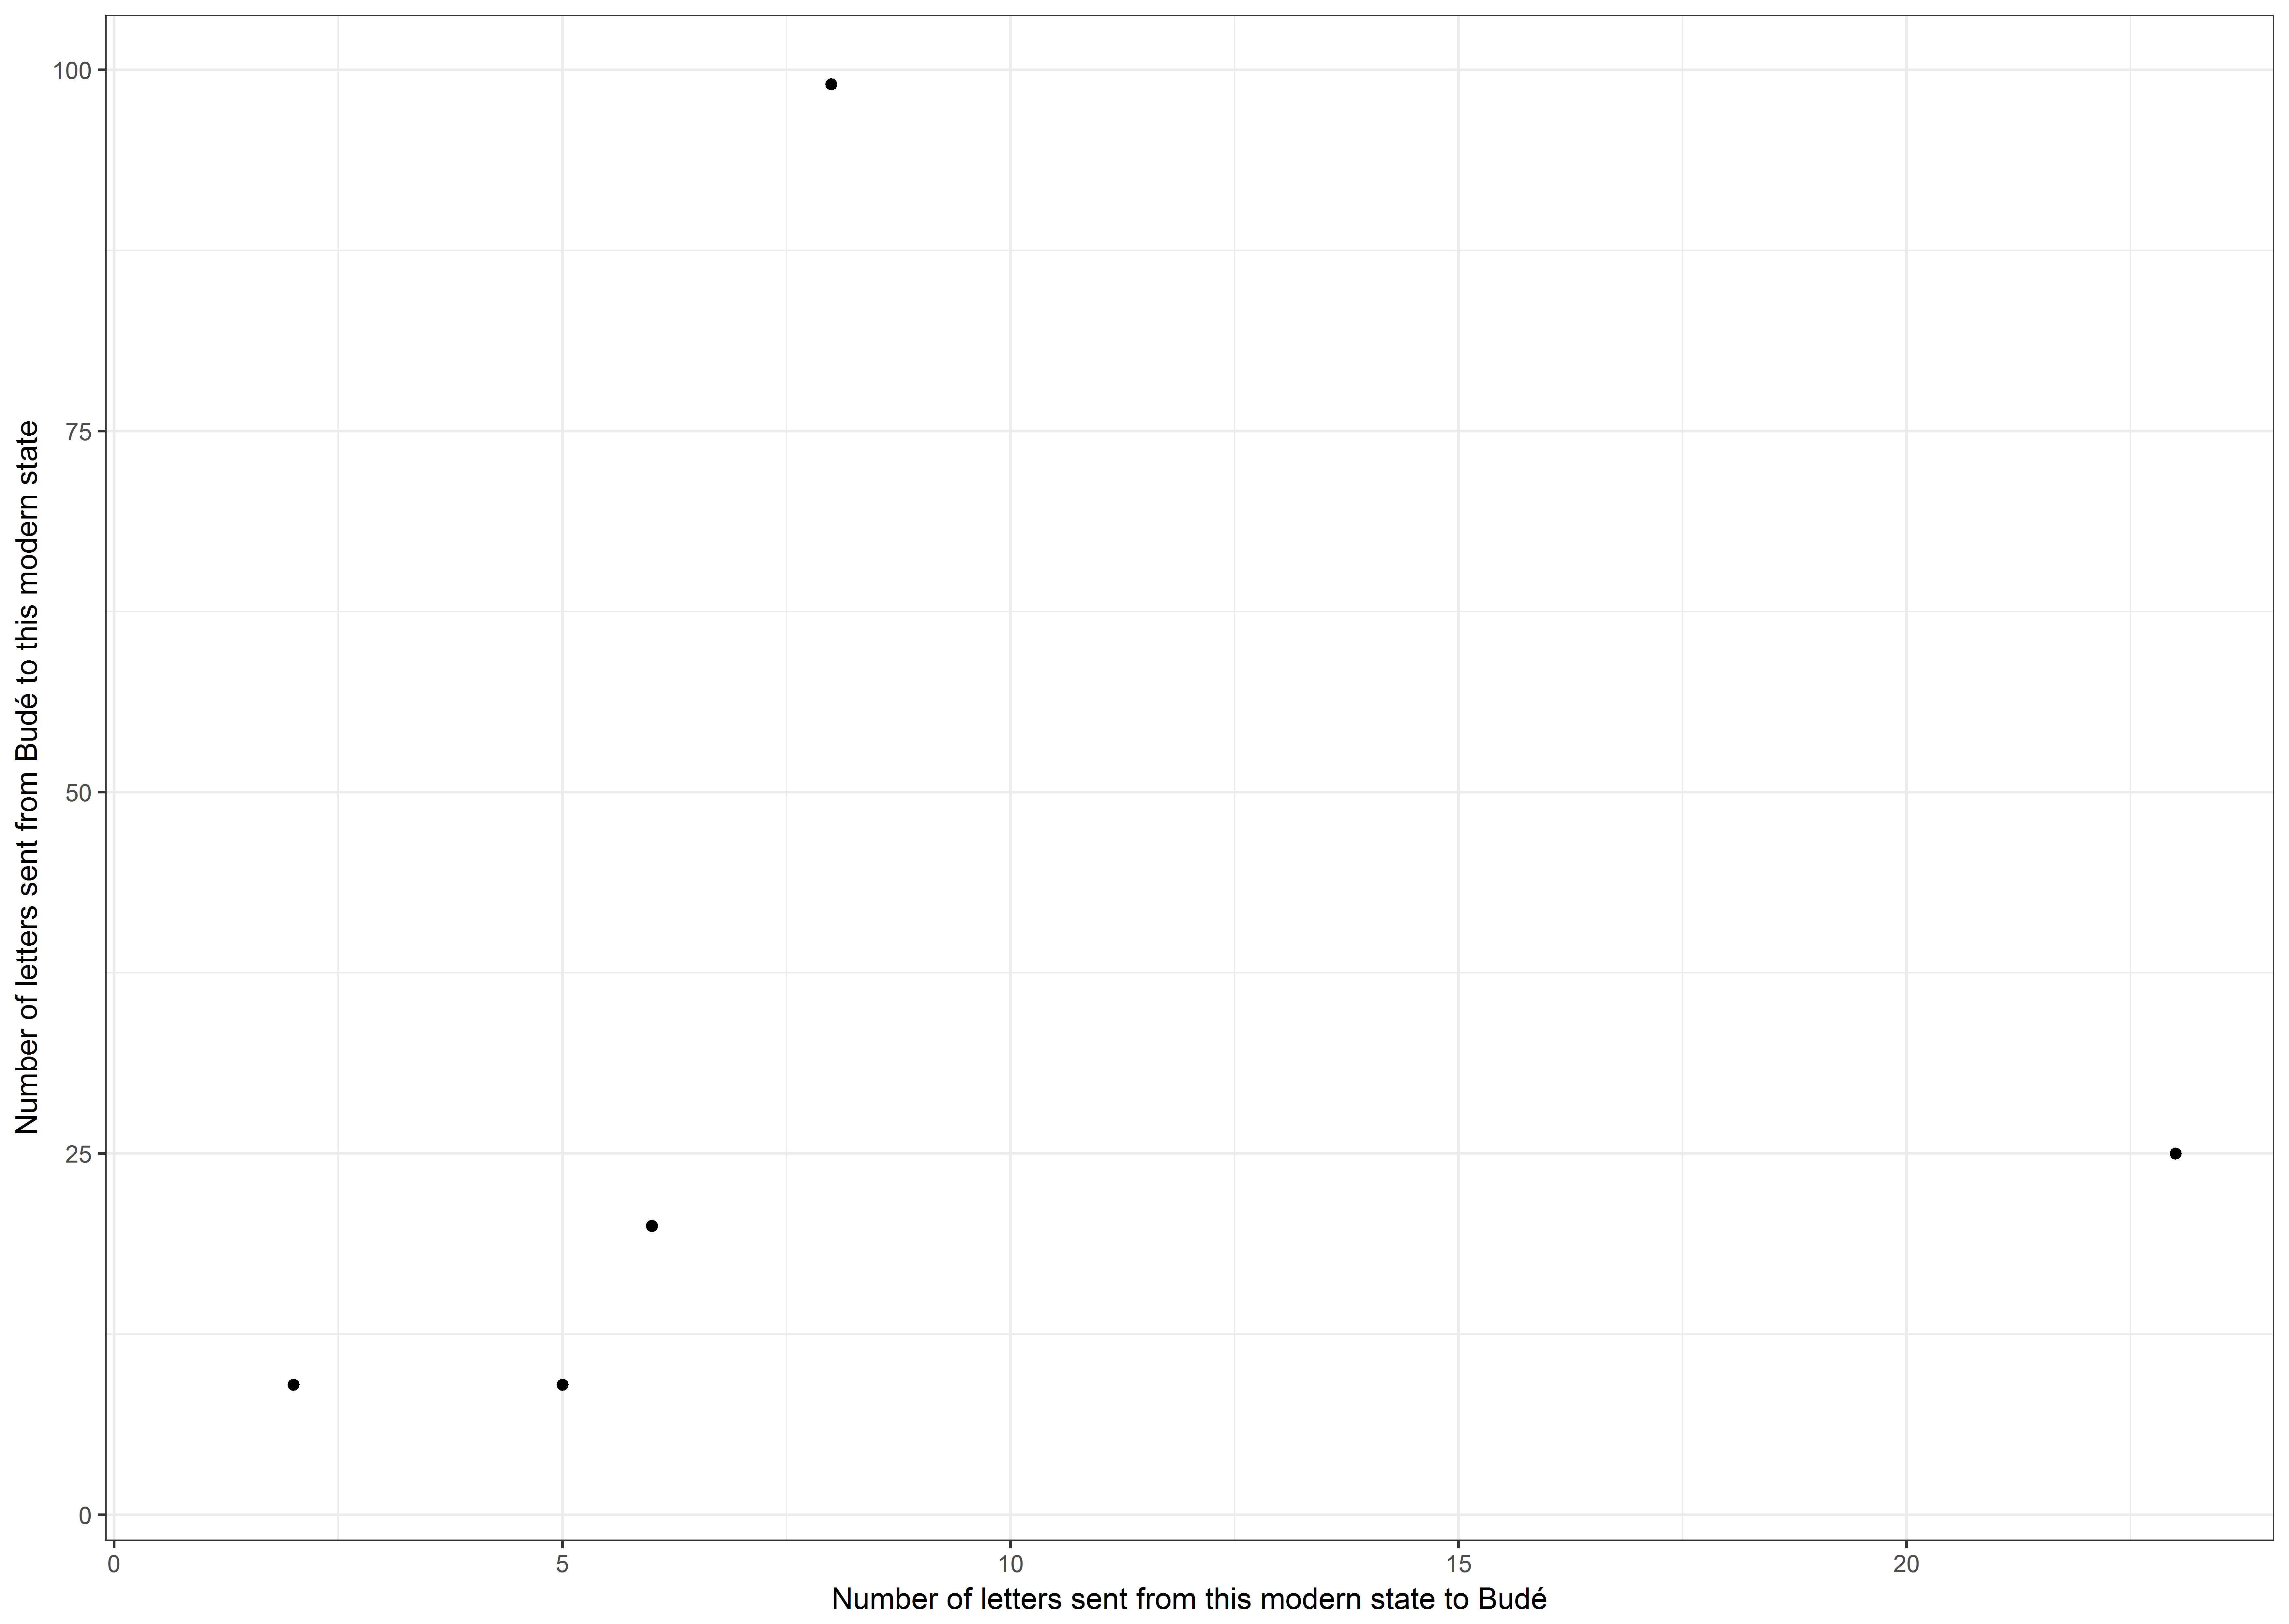 100
75
50
25
0
Number of letters sent from Budé to this modern state
0 5 10 15 20
Number of letters sent from this modern state to Budé